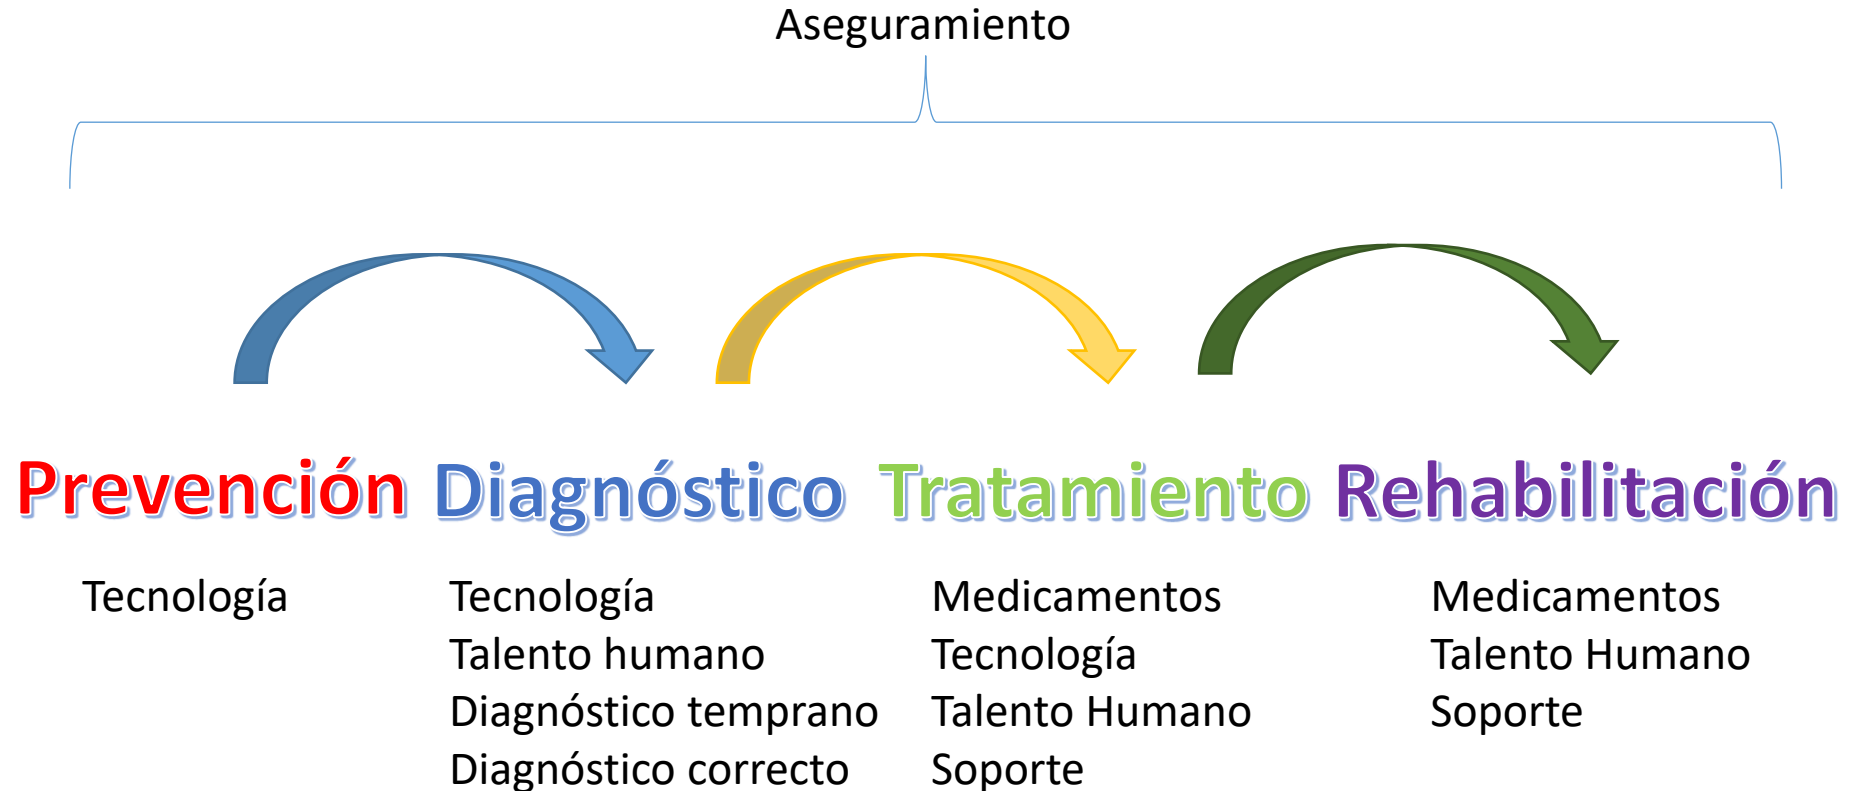 Aseguramiento
Prevención Diagnóstico Tratamiento Rehabilitación
Tecnología
Tecnología
Talento humano
Diagnóstico temprano
Diagnóstico correcto
Medicamentos
Tecnología
Talento Humano
Soporte
Medicamentos
Talento Humano
Soporte